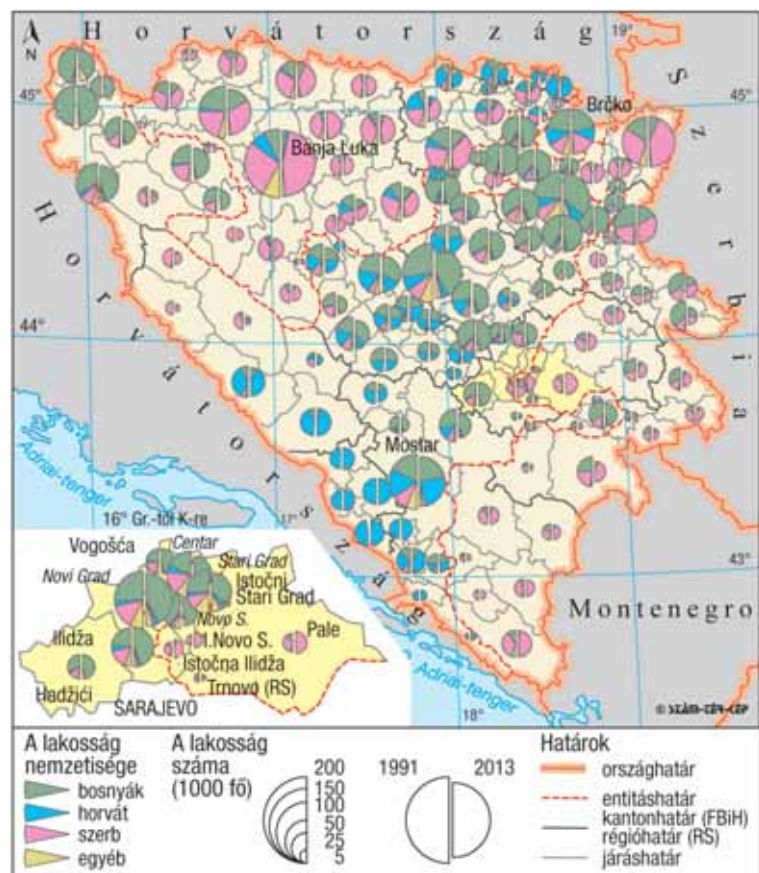 N
Horvátország
19°
45°
45°
Brčko
Banja Luka
Szerbia
Horvátország
44°
44°
Mostar
Adriai-tenger
16° Gr.-től K-re
17°
43°
Vogošća
Centar
Novi Grad
Stari Grad
Istočni
Stari Grad
Novo S.
Ilidža
I.Novo S.
Pale
Istočna Ilidža
Hadžići
Trnovo (RS)
SARAJEVO
Montenegro
Adriai-tenger
18°
A lakosság
nemzetisége
bosnyák
horvát
szerb
egyéb
A lakosság
száma
(1000 fő)
200
150
100
50
25
5
1991
2013
Határok
országhatár
entitáshatár
kantonhatár (FBiH)
régióhatár (RS)
járáshatár